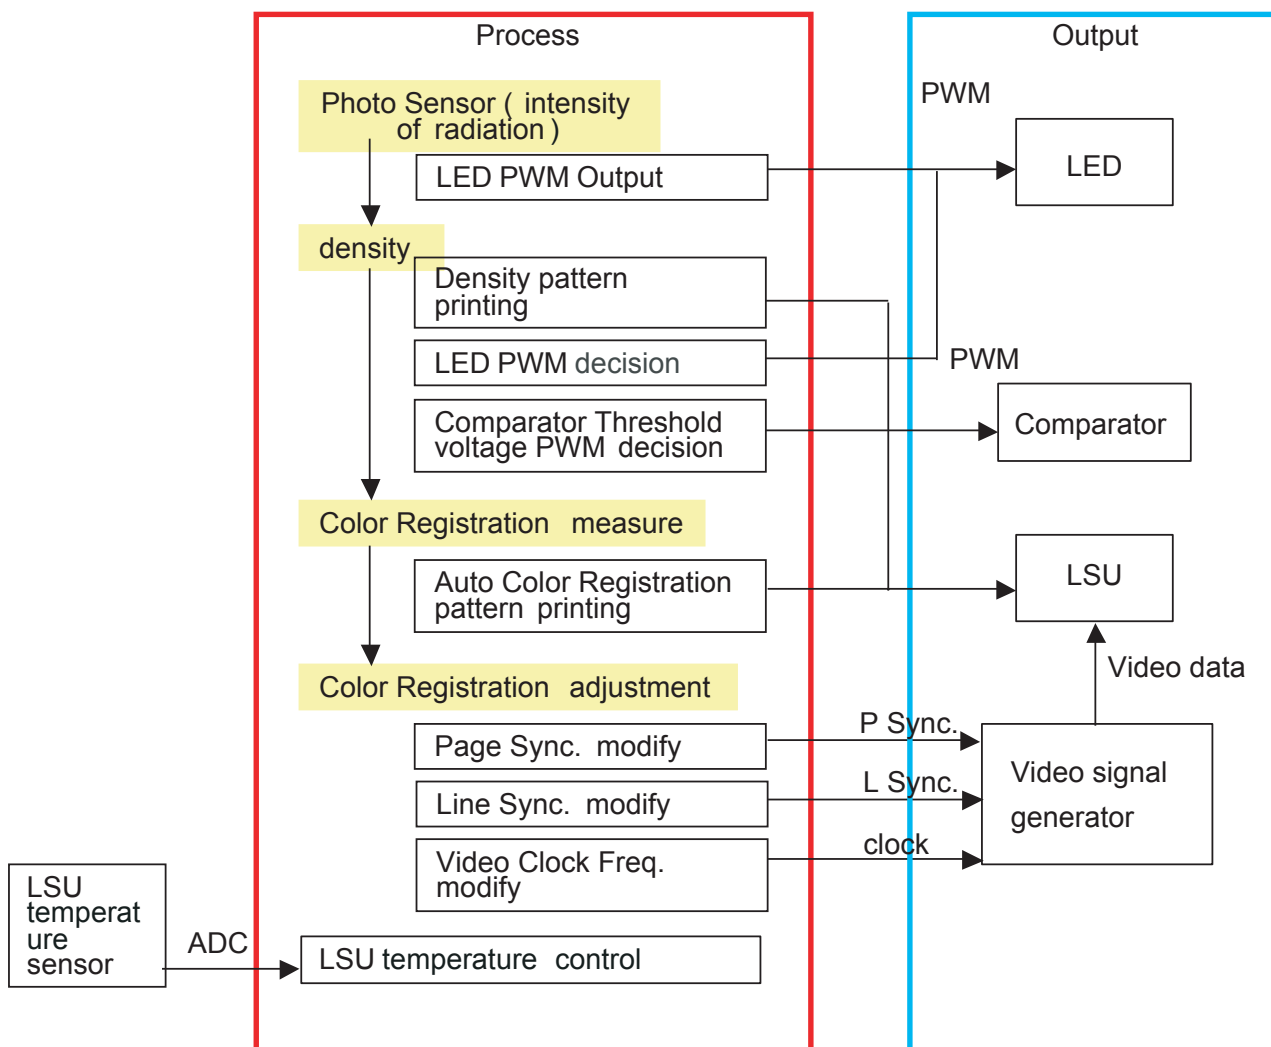 Process
Output
Photo Sensor ( intensity
of radiation )
PWM
LED PWM Output
LED
density
Density pattern
printing
LED PWM decision
PWM
Comparator Threshold
voltage PWM decision
Comparator
Color Registration measure
Auto Color Registration
pattern printing
LSU
Color Registration adjustment
Video data
Page Sync. modify
P Sync.
Line Sync. modify
L Sync.
Video signal
generator
Video Clock Freq.
modify
clock
LSU
temperat
ure
sensor
ADC
LSU temperature control